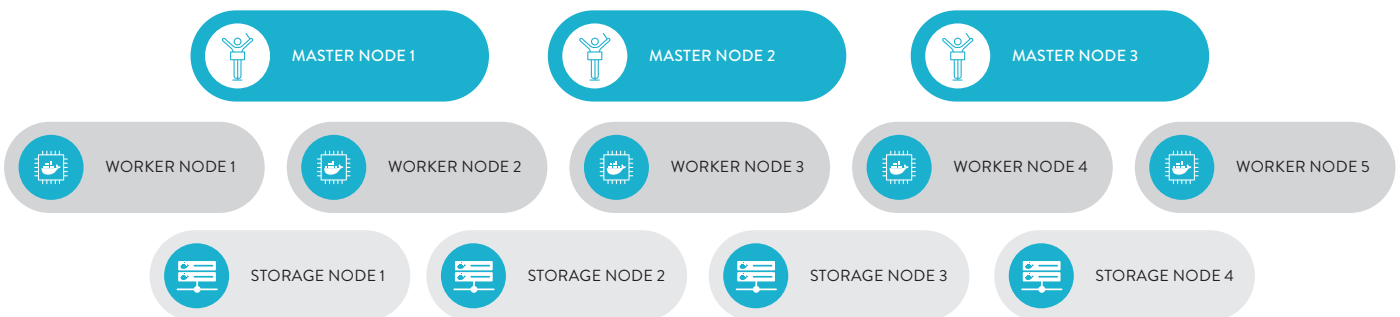 MASTER NODE 1
MASTER NODE 2
MASTER NODE 3
WORKER NODE 1
WORKER NODE 2
WORKER NODE 3
WORKER NODE 4
WORKER NODE 5
STORAGE NODE 1
STORAGE NODE 2
STORAGE NODE 3
STORAGE NODE 4